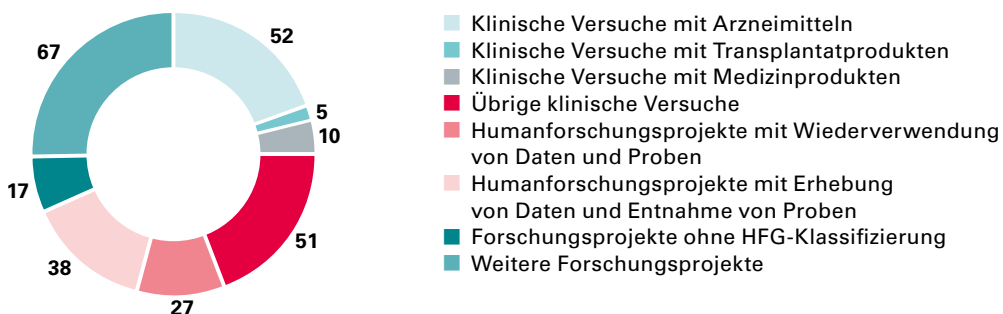 67
52
5
10
51
27
38
17
Klinische Versuche mit Arzneimitteln
Klinische Versuche mit Transplantatprodukten
Klinische Versuche mit Medizinprodukten
Übrige klinische Versuche
Humanforschungsprojekte mit Wiederverwendung
von Daten und Proben
Humanforschungsprojekte mit Erhebung
von Daten und Entnahme von Proben
Forschungsprojekte ohne HFG-Klassifizierung
Weitere Forschungsprojekte